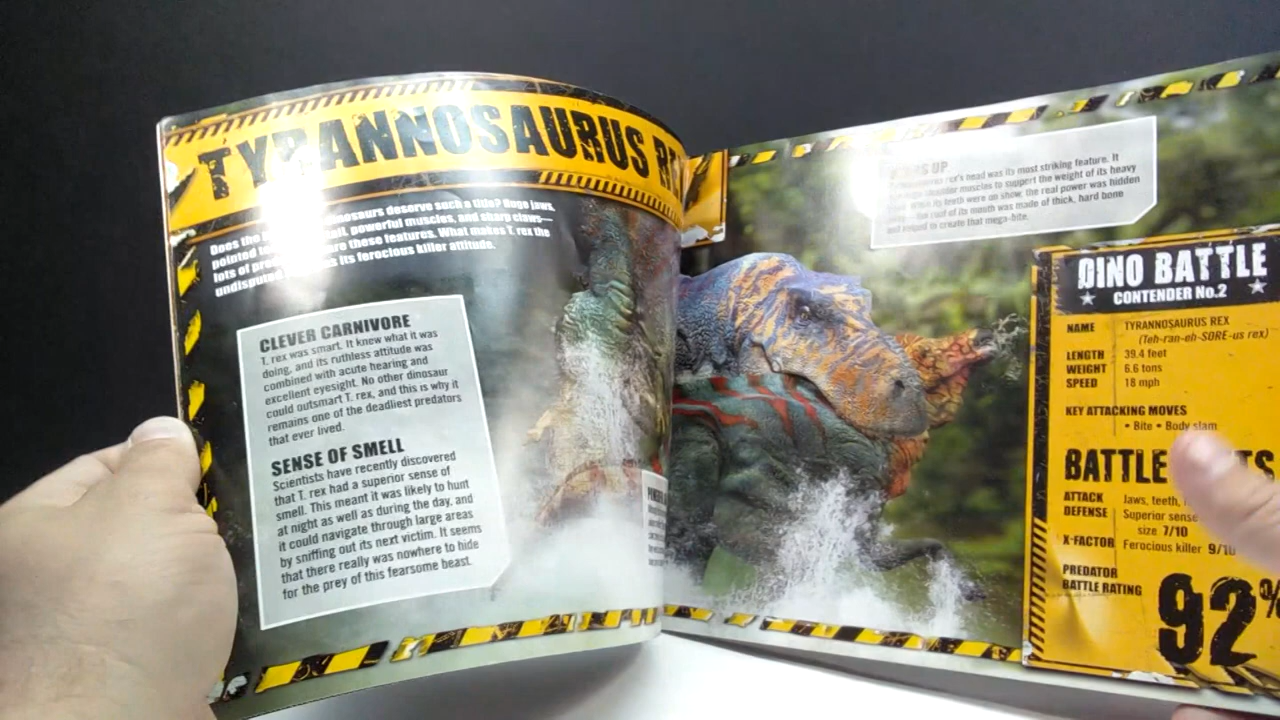 TYRANNOSAURUS RE
Does the nosaurs deserve such a title? Huge jaws,
pointed powerful muscles, and sharp claws—
lots of pre these features. What makes T. rex the
undisputed its ferocious killer attitude.
CLEVER CARNIVORE
T. rex was smart. It knew what it was
doing, and its ruthless attitude was
combined with acute hearing and
excellent eyesight. No other dinosaur
could outsmart T. rex, and this is why it
remains one of the deadliest predators
that ever lived.
SENSE OF SMELL
Scientists have recently discovered
that T. rex had a superior sense of
smell. This meant it was likely to hunt
at night as well as during the day, and
it could navigate through large areas
by sniffing out its next victim. It seems
that there really was nowhere to hide
for the prey of this fearsome beast.
UP
rex's head was its most striking feature. It
muscles to support the weight of its heavy
its teeth were on show, the real power was hidden
roof of its mouth was made of thick, hard bone
to create that mega-bite.
DINO BATTLE
CONTENDER No.2
NAME TYRANNOSAURUS REX
(Teh-ran-eh-SORE-us rex)
LENGTH 39.4 feet
WEIGHT 6.6 tons
SPEED 18 mph
KEY ATTACKING MOVES
• Bite • Body slam
BATTLE TS
ATTACK Jaws, teeth,
DEFENSE Superior sense
size 7/10
X-FACTOR Ferocious killer 9/10
PREDATOR
BATTLE RATING
92%